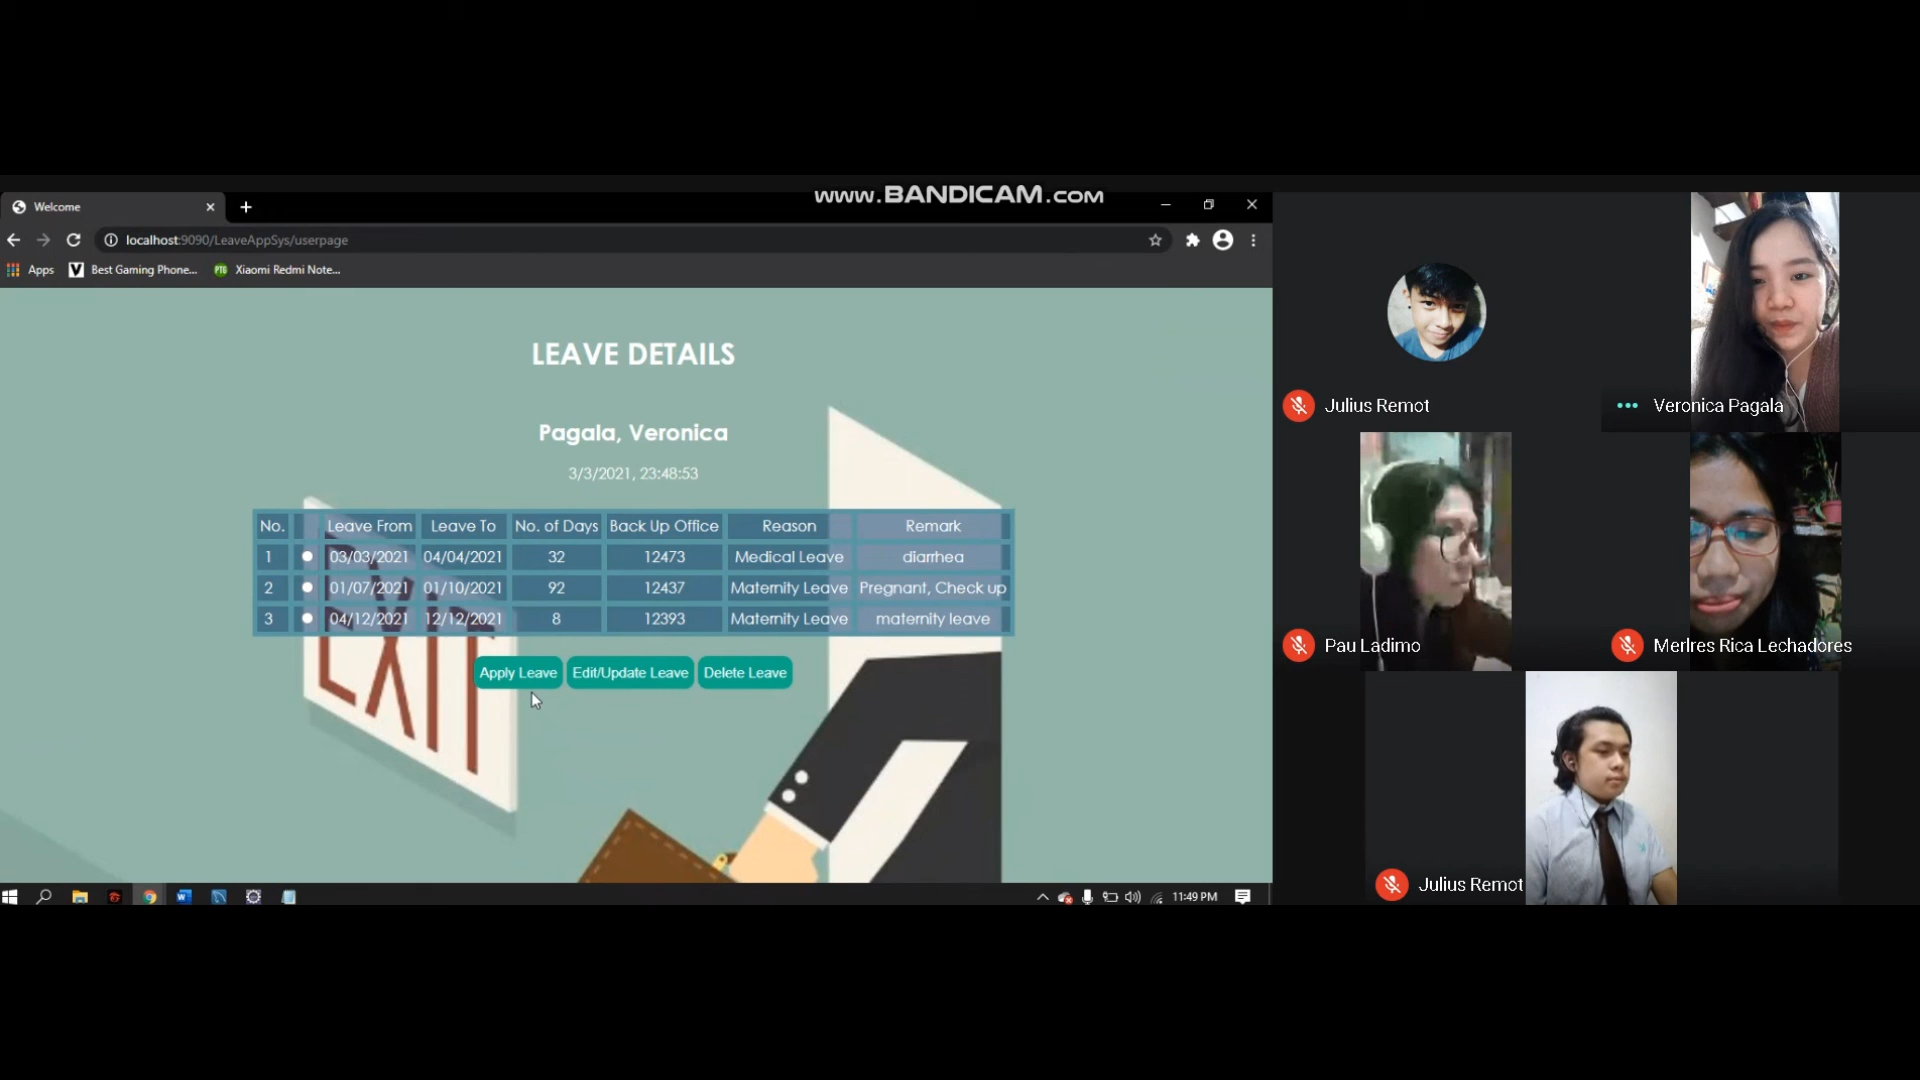 www.BANDICAM.com
Welcome
localhost:9090/LeaveAppSys/userpage
Apps
V Best Gaming Phone...
PTG Xiaomi Redmi Note...
LEAVE DETAILS
Pagala, Veronica
3/3/2021, 23:48:53
No. Leave From Leave To No. of Days Back Up Office Reason Remark
1 03/03/2021 04/04/2021 32 12473 Medical Leave diarrhea
2 01/07/2021 01/10/2021 92 12437 Maternity Leave Pregnant, Check up
3 04/12/2021 12/12/2021 8 12393 Maternity Leave maternity leave
EXIT
Apply Leave Edit/Update Leave Delete Leave
11:49 PM
Julius Remot
Veronica Pagala
Pau Ladimo
Merlres Rica Lechadores
Julius Remot